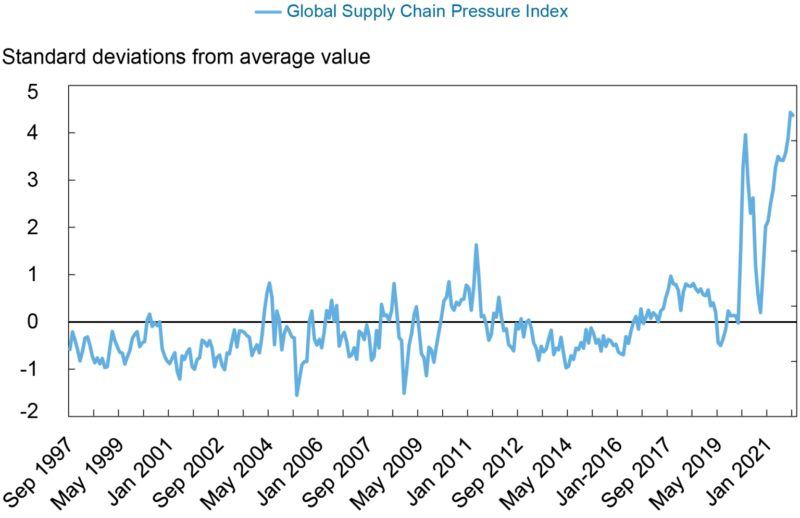 Global Supply Chain Pressure Index
Standard deviations from average value
5
4
3
2
1
0
-1
-2
Sep 1997
May 1999
Jan 2001
Sep 2002
May 2004
Jan 2006
Sep 2007
May 2009
Jan 2011
Sep 2012
May 2014
Jan-2016
Sep 2017
May 2019
Jan 2021